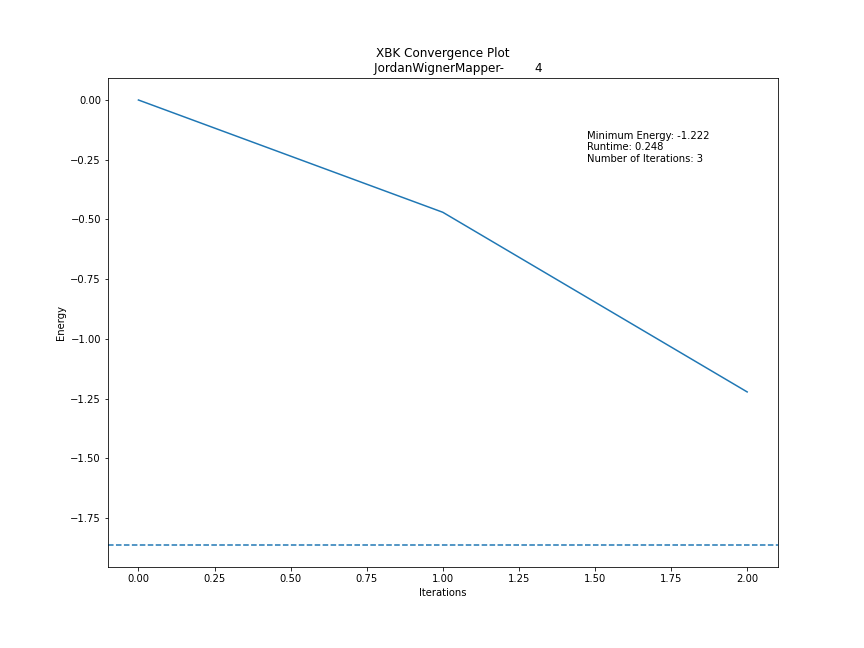 XBK Convergence Plot
JordanWignerMapper- 4
0.00
−0.25
−0.50
−0.75
−1.00
−1.25
−1.50
−1.75
Energy
Minimum Energy: -1.222
Runtime: 0.248
Number of Iterations: 3
0.00 0.25 0.50 0.75 1.00 1.25 1.50 1.75 2.00
Iterations